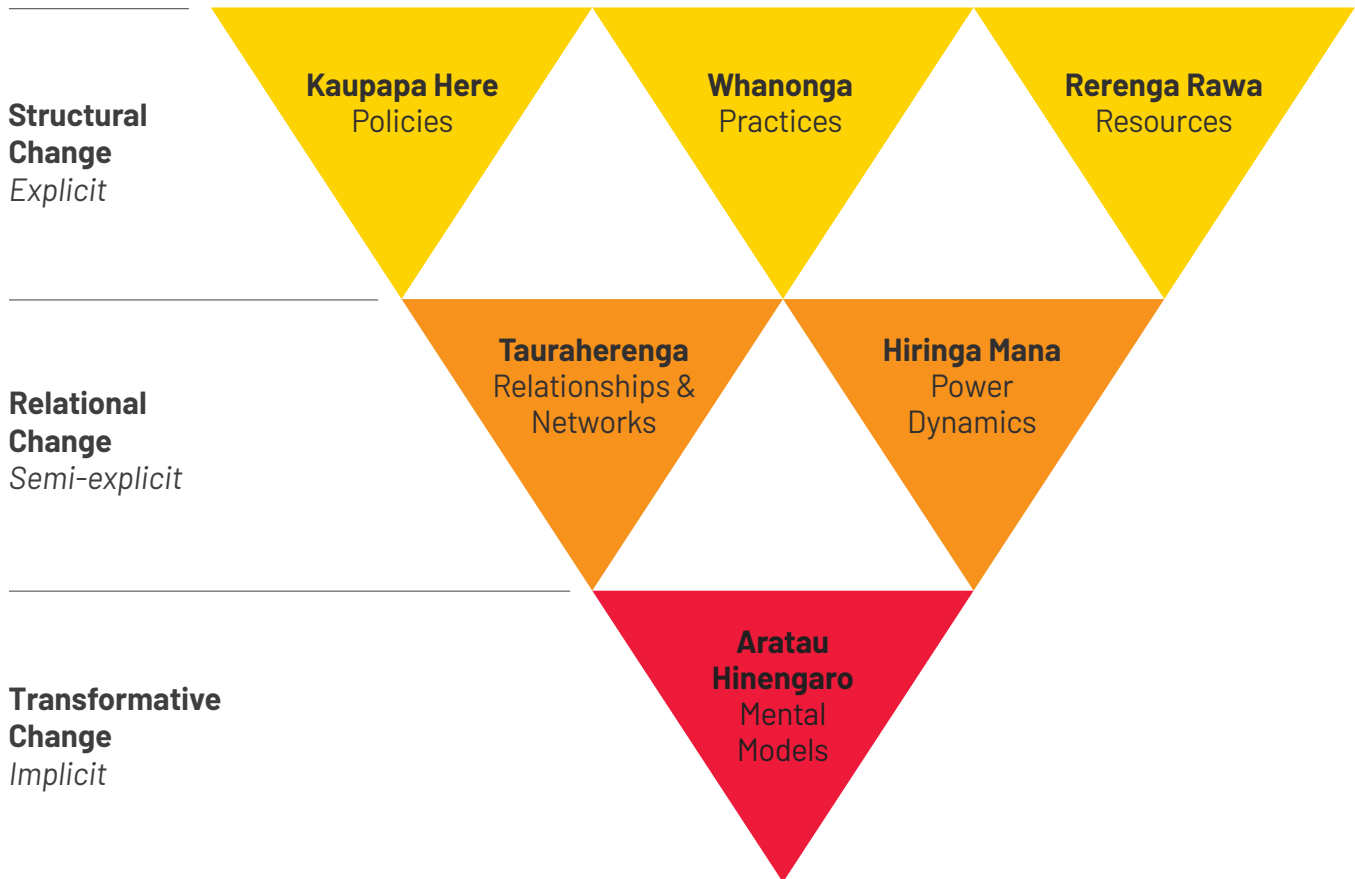 Structural
Change
Explicit
Kaupapa Here
Policies
Whanonga
Practices
Rerenga Rawa
Resources
Relational
Change
Semi-explicit
Tauraherenga
Relationships &
Networks
Hiringa Mana
Power
Dynamics
Transformative
Change
Implicit
Aratau
Hinengaro
Mental
Models